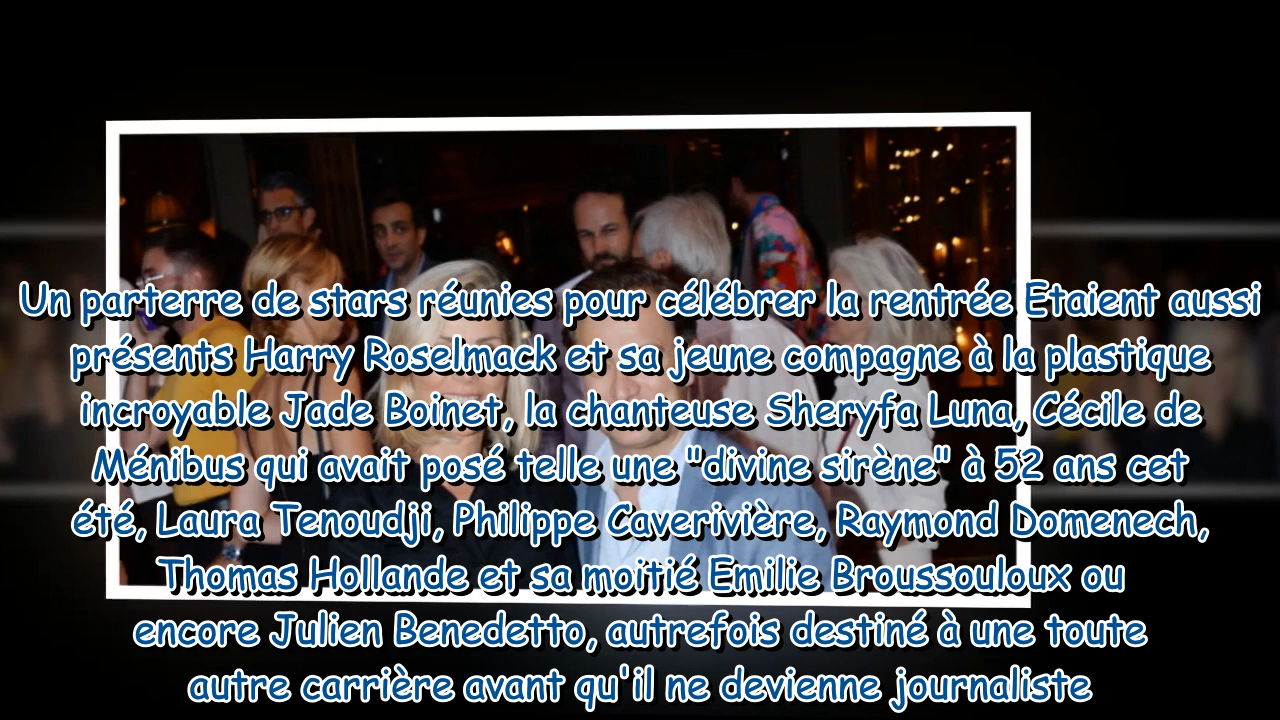 Un parterre de stars réunies pour célébrer la rentrée Etaient aussi
présents Harry Roselmack et sa jeune compagne à la plastique
incroyable Jade Boinet, la chanteuse Sheryfa Luna, Cécile de
Ménibus qui avait posé telle une "divine sirène" à 52 ans cet
été, Laura Tenoudji, Philippe Caverivière, Raymond Domenech,
Thomas Hollande et sa moitié Emilie Broussouloux ou
encore Julien Benedetto, autrefois destiné à une toute
autre carrière avant qu'il ne devienne journaliste